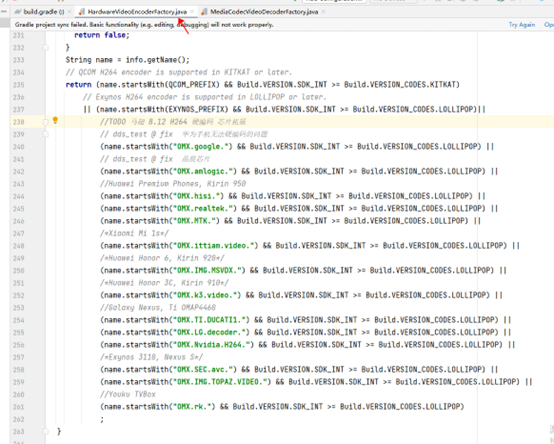 build.gradle
HardwareVideoEncoderFactory.java
MediaCodecVideoDecoderFactory.java
Gradle project sync failed. Basic functionality (e.g. editing, debugging) will not work properly.
Try Again
231 return false;
232 }
233 String name = info.getName();
234 // QCOM H264 encoder is supported in KITKAT or later.
235 return (name.startsWith(QCOM_PREFIX) && Build.VERSION.SDK_INT >= Build.VERSION_CODES.KITKAT)
236 // Exynos H264 encoder is supported in LOLLIPOP or later.
237 || (name.startsWith(EXYNOS_PREFIX) && Build.VERSION.SDK_INT >= Build.VERSION_CODES.LOLLIPOP)||
238 //TODO 8.12 H264 硬编码 芯片拓展
239 // dds_test @ fix 华为手机无法硬编码的问题
240 (name.startsWith("OMX.google.") && Build.VERSION.SDK_INT >= Build.VERSION_CODES.LOLLIPOP) ||
241 // dds_test @ fix 晶晨芯片
242 (name.startsWith("OMX.amlogic.") && Build.VERSION.SDK_INT >= Build.VERSION_CODES.LOLLIPOP) ||
243 //Huawei Premium Phones, Kirin 950
244 (name.startsWith("OMX.hisi.") && Build.VERSION.SDK_INT >= Build.VERSION_CODES.LOLLIPOP) ||
245 (name.startsWith("OMX.realtek.") && Build.VERSION.SDK_INT >= Build.VERSION_CODES.LOLLIPOP) ||
246 (name.startsWith("OMX.MTK.") && Build.VERSION.SDK_INT >= Build.VERSION_CODES.LOLLIPOP) ||
247 /*Xiaomi Mi 1s*/
248 (name.startsWith("OMX.ittiam.video.") && Build.VERSION.SDK_INT >= Build.VERSION_CODES.LOLLIPOP) ||
249 /*Huawei Honor 6, Kirin 920*/
250 (name.startsWith("OMX.IMG.MSVDX.") && Build.VERSION.SDK_INT >= Build.VERSION_CODES.LOLLIPOP) ||
251 /*Huawei Honor 3C, Kirin 910*/
252 (name.startsWith("OMX.k3.video.") && Build.VERSION.SDK_INT >= Build.VERSION_CODES.LOLLIPOP) ||
253 //Galaxy Nexus, Ti OMAP4460
254 (name.startsWith("OMX.TI.DUCATI1.") && Build.VERSION.SDK_INT >= Build.VERSION_CODES.LOLLIPOP) ||
255 (name.startsWith("OMX.LG.decoder.") && Build.VERSION.SDK_INT >= Build.VERSION_CODES.LOLLIPOP) ||
256 (name.startsWith("OMX.Nvidia.H264.") && Build.VERSION.SDK_INT >= Build.VERSION_CODES.LOLLIPOP) ||
257 /*Exynos 3110, Nexus S*/
258 (name.startsWith("OMX.SEC.avc.") && Build.VERSION.SDK_INT >= Build.VERSION_CODES.LOLLIPOP) ||
259 (name.startsWith("OMX.IMG.TOPAZ.VIDEO.") && Build.VERSION.SDK_INT >= Build.VERSION_CODES.LOLLIPOP) ||
260 //Youku TVBox
261 (name.startsWith("OMX.rk.") && Build.VERSION.SDK_INT >= Build.VERSION_CODES.LOLLIPOP)
262 ;
263 }